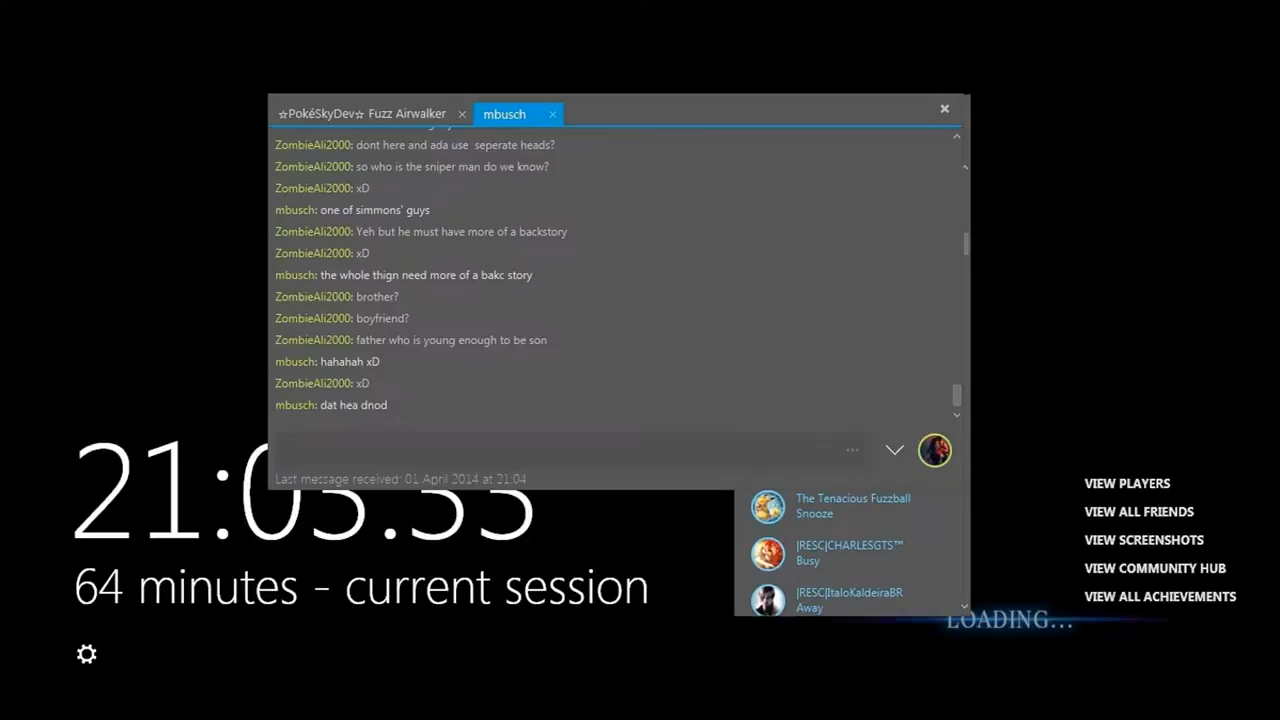 ☆PokéSkyDev☆ Fuzz Airwalker
mbusch
ZombieAli2000: dont here and ada use seperate heads?
ZombieAli2000: so who is the sniper man do we know?
ZombieAli2000: xD
mbusch: one of simmons' guys
ZombieAli2000: Yeh but he must have more of a backstory
ZombieAli2000: xD
mbusch: the whole thign need more of a bakc story
ZombieAli2000: brother?
ZombieAli2000: boyfriend?
ZombieAli2000: father who is young enough to be son
mbusch: hahahah xD
ZombieAli2000: xD
mbusch: dat hea dnod
Last message received: 01 April 2014 at 21:04
21:05:35
64 minutes - current session
The Tenacious Fuzzball
Snooze
|RESC|CHARLESGTS™
Busy
|RESC|ItaloKaldeiraBR
Away
LOADING...
VIEW PLAYERS
VIEW ALL FRIENDS
VIEW SCREENSHOTS
VIEW COMMUNITY HUB
VIEW ALL ACHIEVEMENTS